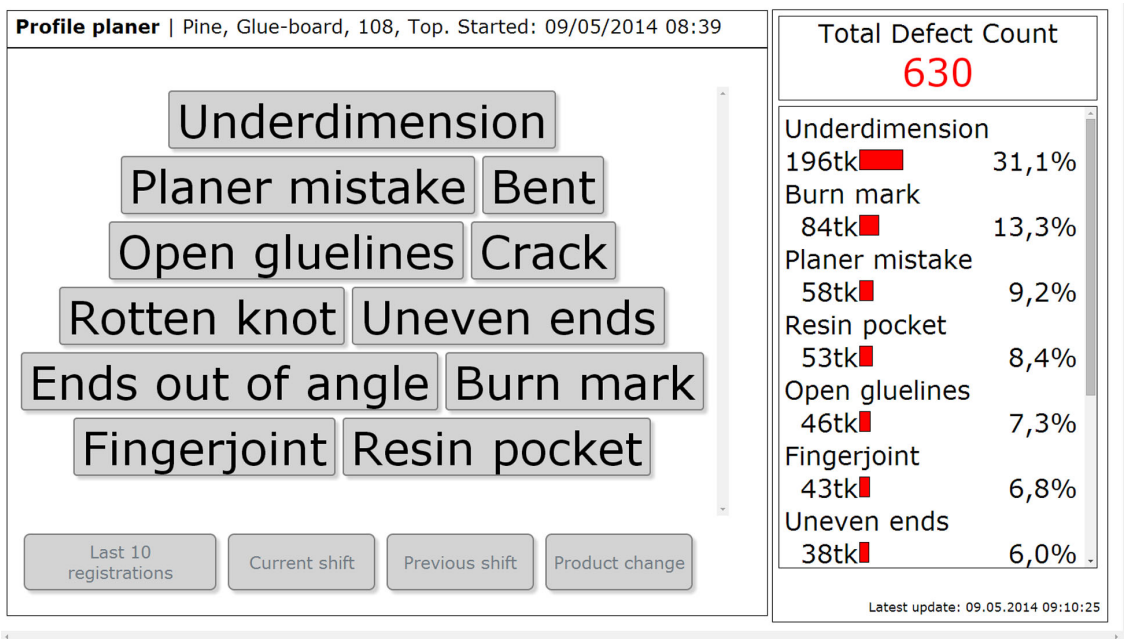 Profile planer | Pine, Glue-board, 108, Top. Started: 09/05/2014 08:39
Underdimension
Planer mistake Bent
Open gluelines Crack
Rotten knot Uneven ends
Ends out of angle Burn mark
Fingerjoint Resin pocket
Last 10
registrations
Current shift
Previous shift
Product change
Total Defect Count
630
Underdimension
196tk 31,1%
Burn mark
84tk 13,3%
Planer mistake
58tk 9,2%
Resin pocket
53tk 8,4%
Open gluelines
46tk 7,3%
Fingerjoint
43tk 6,8%
Uneven ends
38tk 6,0%
Latest update: 09.05.2014 09:10:25